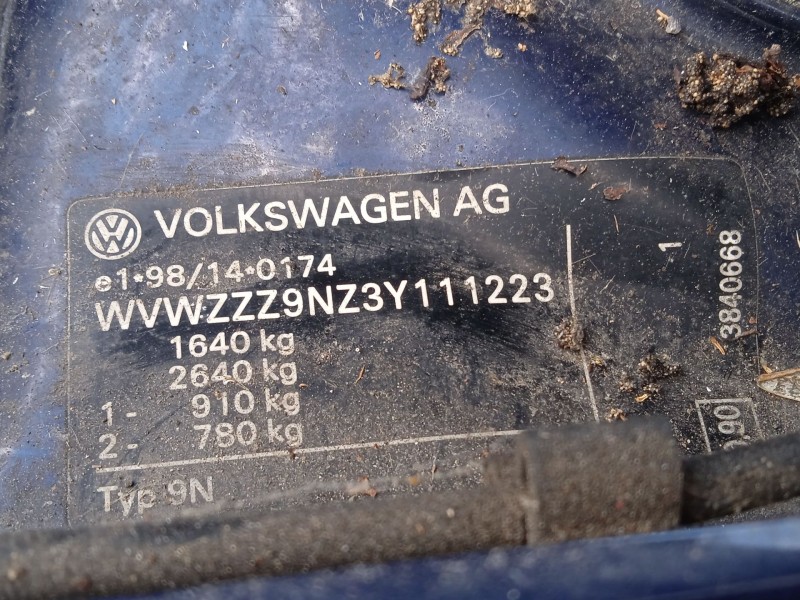 VOLKSWAGEN AG
e1*98/14*0174
WVWZZZ9NZ3Y111223
1640 kg
2640 kg
1- 910 kg
2- 780 kg
Typ 9N
1
3840668